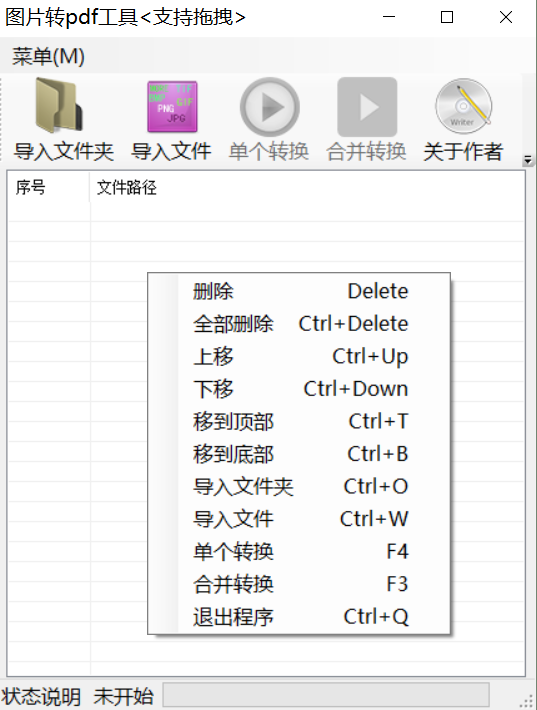 图片转pdf工具<支持拖拽>
菜单(M)
GIF
PNG
JPG
Writer
导入文件夹 导入文件 单个转换 合并转换 关于作者
序号 文件路径
删除 Delete
全部删除 Ctrl+Delete
上移 Ctrl+Up
下移 Ctrl+Down
移到顶部 Ctrl+T
移到底部 Ctrl+B
导入文件夹 Ctrl+O
导入文件 Ctrl+W
单个转换 F4
合并转换 F3
退出程序 Ctrl+Q
状态说明 未开始